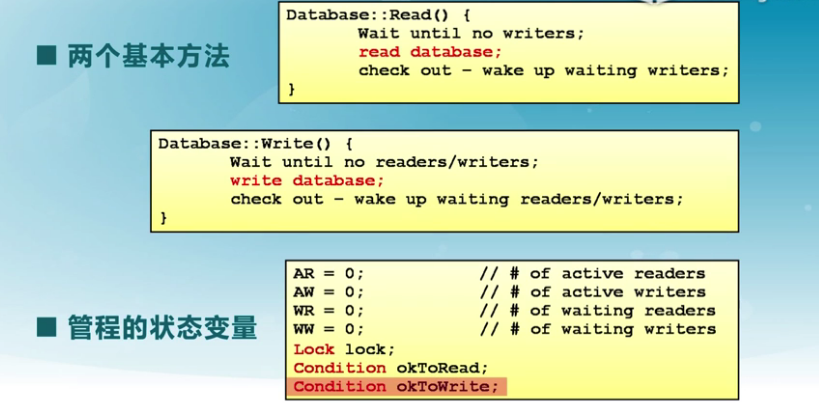 Database::Read() {
Wait until no writers;
read database;
check out - wake up waiting writers;
}
■ 两个基本方法
Database::Write() {
Wait until no readers/writers;
write database;
check out - wake up waiting readers/writers;
}
■ 管程的状态变量
AR = 0; // # of active readers
AW = 0; // # of active writers
WR = 0; // # of waiting readers
WW = 0; // # of waiting writers
Lock lock;
Condition okToRead;
Condition okToWrite;